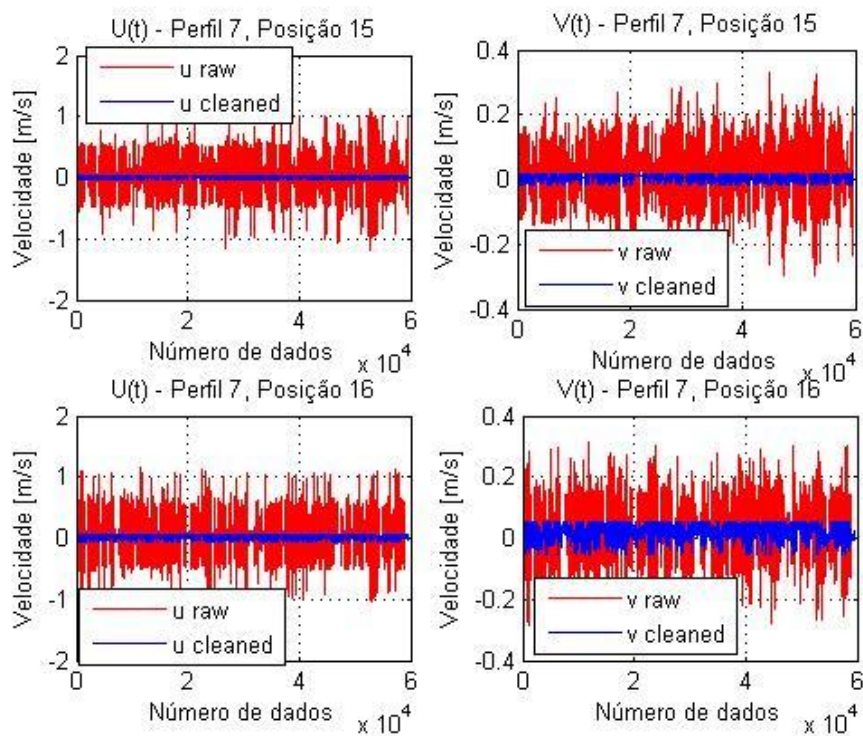 U(t) - Perfil 7, Posição 15
u raw
u cleaned
Velocidade [m/s]
2
1
0
-1
-2
0
2
4
6
x 10^4
Número de dados
V(t) - Perfil 7, Posição 15
v raw
v cleaned
Velocidade [m/s]
0.4
0.2
0
-0.2
-0.4
0
2
4
6
x 10^4
Número de dados
U(t) - Perfil 7, Posição 16
u raw
u cleaned
Velocidade [m/s]
2
1
0
-1
-2
0
2
4
6
x 10^4
Número de dados
V(t) - Perfil 7, Posição 16
v raw
v cleaned
Velocidade [m/s]
0.4
0.2
0
-0.2
-0.4
0
2
4
6
x 10^4
Número de dados